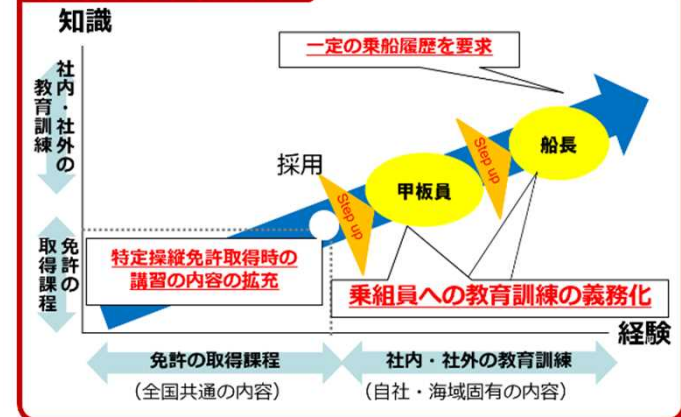 知識
一定の乗船履歴を要求
社内・社外の
教育訓練
採用
Step up
甲板員
Step up
船長
免許の
取得課程
特定操縦免許取得時の
講習の内容の拡充
乗組員への教育訓練の義務化
経験
免許の取得課程
社内・社外の教育訓練
（全国共通の内容）
（自社・海域固有の内容）